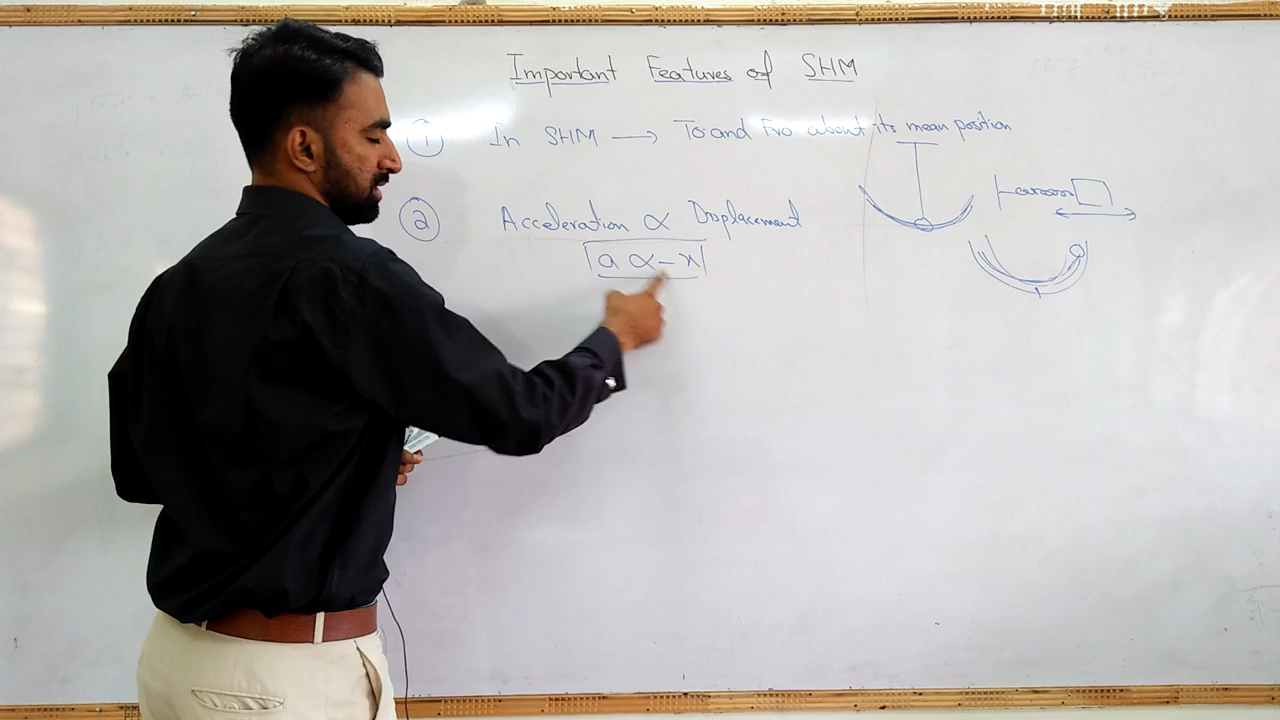 Important Features of SHM
① In SHM ⟶ To and Fro about its mean position
② Acceleration ∝ Displacement
a ∝ -x